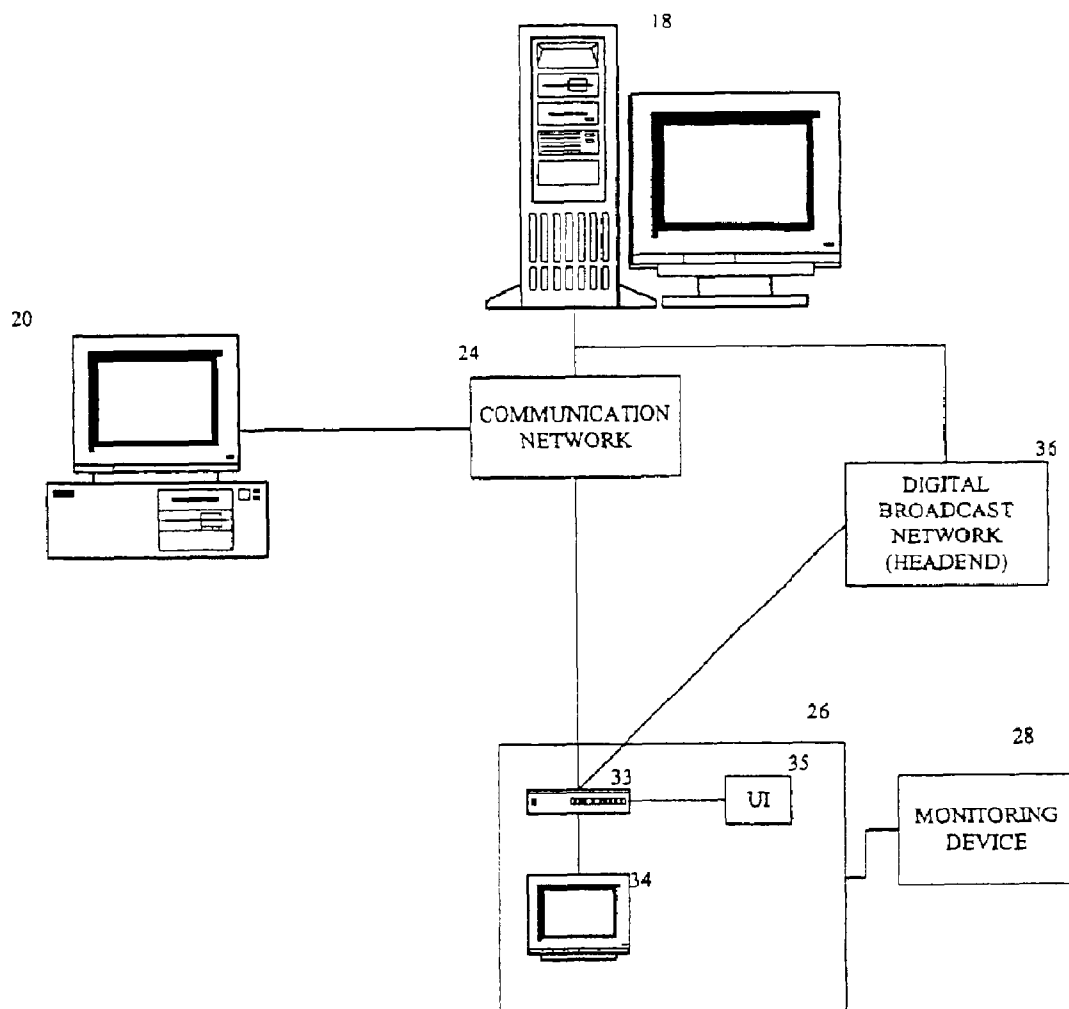 18
20
24
COMMUNICATION
NETWORK
36
DIGITAL
BROADCAST
NETWORK
(HEADEND)
26
28
33
35
UI
MONITORING
DEVICE
34